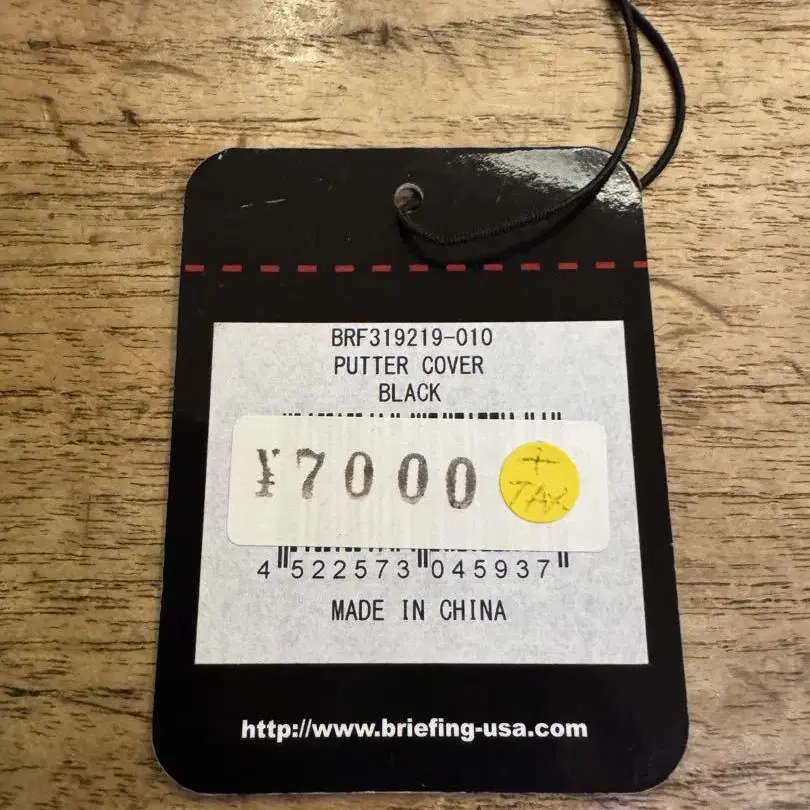 BRF319219-010
PUTTER COVER
BLACK
¥7000
+
TAX
4 522573 045937
MADE IN CHINA
http://www.briefing-usa.com